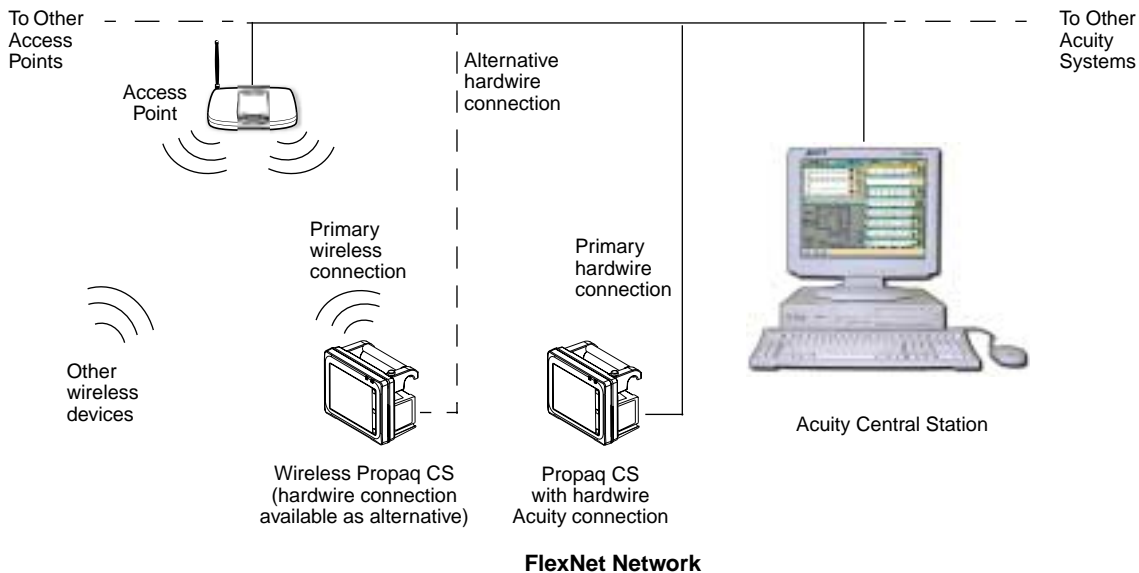 To Other
Access
Points
To Other
Acuity
Systems
Access
Point
Alternative
hardwire
connection
Primary
wireless
connection
Primary
hardwire
connection
Other
wireless
devices
Acuity Central Station
Wireless Propaq CS
(hardwire connection
available as alternative)
Propaq CS
with hardwire
Acuity connection
FlexNet Network